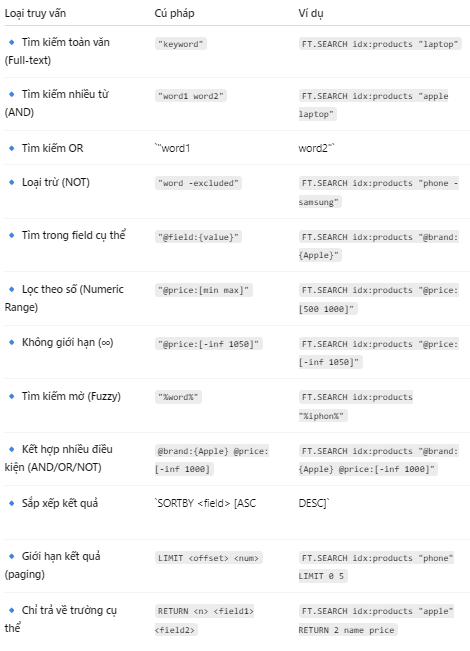 Loại truy vấn Cú pháp Ví dụ
🔹 Tìm kiếm toàn văn "keyword" FT.SEARCH idx:products "laptop"
(Full-text)
🔹 Tìm kiếm nhiều từ "word1 word2" FT.SEARCH idx:products "apple
(AND) laptop"
🔹 Tìm kiếm OR `"word1 word2"`
🔹 Loại trừ (NOT) "word -excluded" FT.SEARCH idx:products "phone -
samsung"
🔹 Tìm trong field cụ thể "@field:{value}" FT.SEARCH idx:products "@brand:
{Apple}"
🔹 Lọc theo số (Numeric "@price:[min max]" FT.SEARCH idx:products "@price:
Range) [500 1000]"
🔹 Không giới hạn (∞) "@price:[-inf 1050]" FT.SEARCH idx:products "@price:
[-inf 1050]"
🔹 Tìm kiếm mờ (Fuzzy) "%word%" FT.SEARCH idx:products
"%iphon%"
🔹 Kết hợp nhiều điều @brand:{Apple} @price: FT.SEARCH idx:products "@brand:
kiện (AND/OR/NOT) [-inf 1000] {Apple} @price:[-inf 1000]"
🔹 Sắp xếp kết quả `SORTBY <field> [ASC DESC]`
🔹 Giới hạn kết quả LIMIT <offset> <num> FT.SEARCH idx:products "phone"
(paging) LIMIT 0 5
🔹 Chỉ trả về trường cụ RETURN <n> <field1> FT.SEARCH idx:products "apple"
thể <field2> RETURN 2 name price